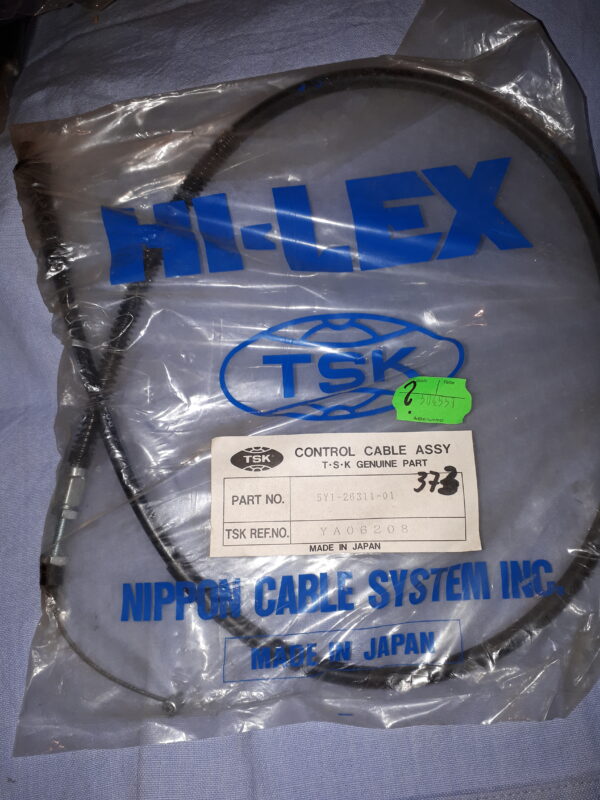 HI-LEX
TSK
TSK
CONTROL CABLE ASSY
T·S·K GENUINE PART
PART NO. 5Y1-26311-01
TSK REF.NO. YA06208
MADE IN JAPAN
NIPPON CABLE SYSTEM INC.
MADE IN JAPAN